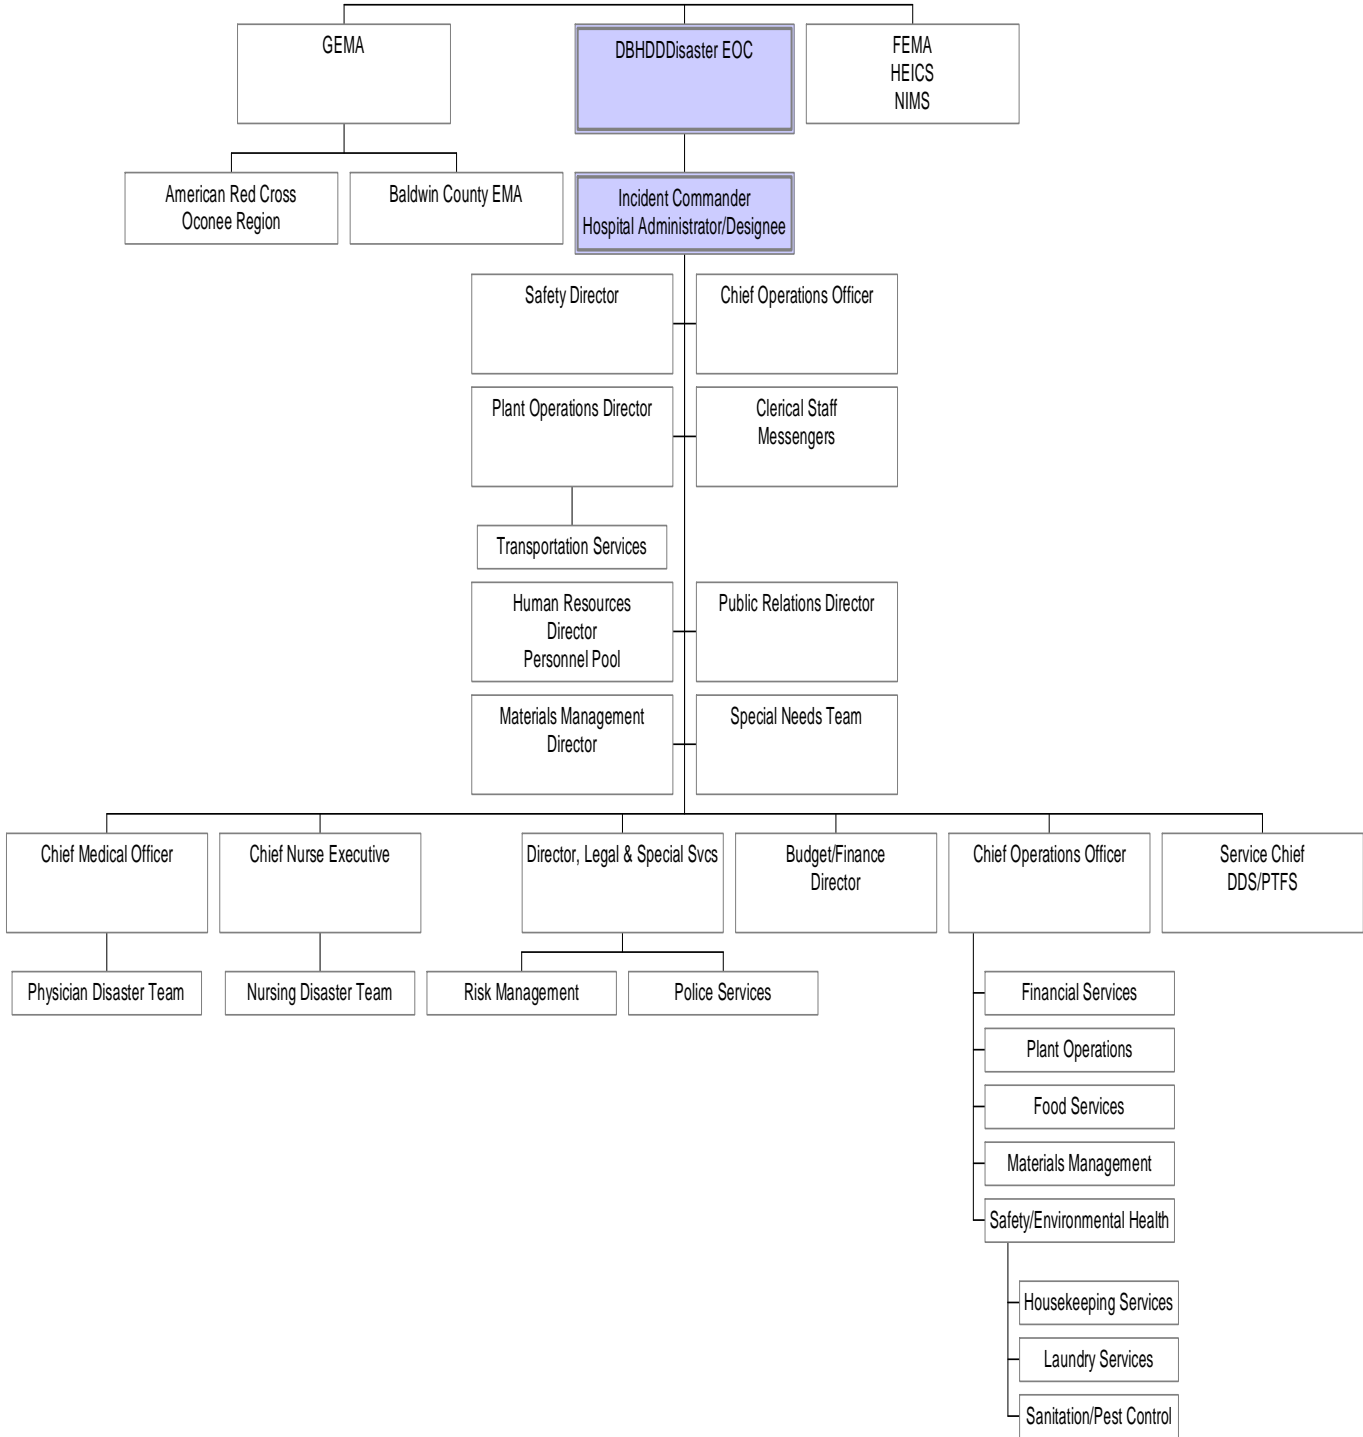 GEMA
DBHDDDisaster EOC
FEMA
HEICS
NIMS
American Red Cross
Oconee Region
Baldwin County EMA
Incident Commander
Hospital Administrator/Designee
Safety Director
Chief Operations Officer
Plant Operations Director
Clerical Staff
Messengers
Transportation Services
Human Resources
Director
Personnel Pool
Public Relations Director
Materials Management
Director
Special Needs Team
Chief Medical Officer
Chief Nurse Executive
Director, Legal & Special Svcs
Budget/Finance
Director
Chief Operations Officer
Service Chief
DDS/PTFS
Physician Disaster Team
Nursing Disaster Team
Risk Management
Police Services
Financial Services
Plant Operations
Food Services
Materials Management
Safety/Environmental Health
Housekeeping Services
Laundry Services
Sanitation/Pest Control